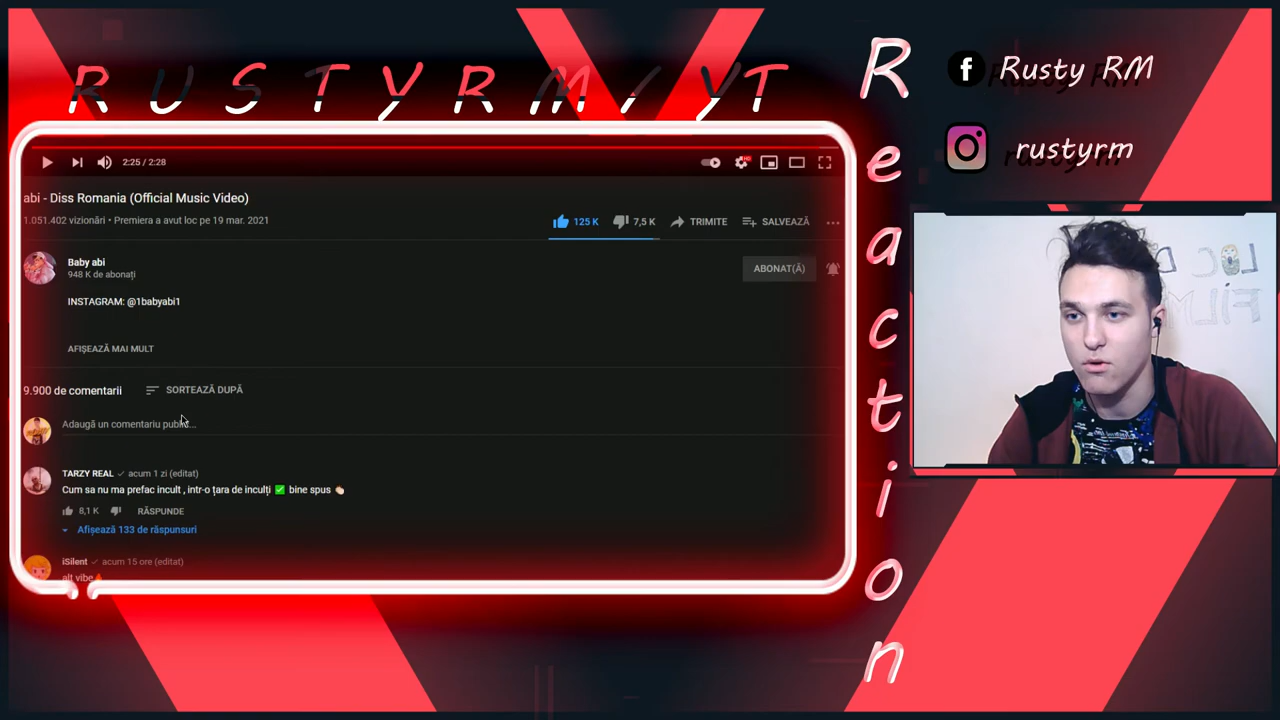 RUSTYRM/YT
Reaction
Rusty RM
rustyrm
2:25 / 2:28
abi - Diss Romania (Official Music Video)
1.051.402 vizionări • Premiera a avut loc pe 19 mar. 2021
125 K
7,5 K
TRIMITE
SALVEAZĂ
Baby abi
948 K de abonați
ABONAT(Ă)
INSTAGRAM: @1babyabi1
AFIȘEAZĂ MAI MULT
9.900 de comentarii
SORTEAZĂ DUPĂ
Adaugă un comentariu public...
TARZY REAL acum 1 zi (editat)
Cum sa nu ma prefac incult , intr-o țara de inculți ✅ bine spus 👏🏻
8,1 K
RĂSPUNDE
Afișează 133 de răspunsuri
iSilent acum 15 ore (editat)
alt vibe🔥